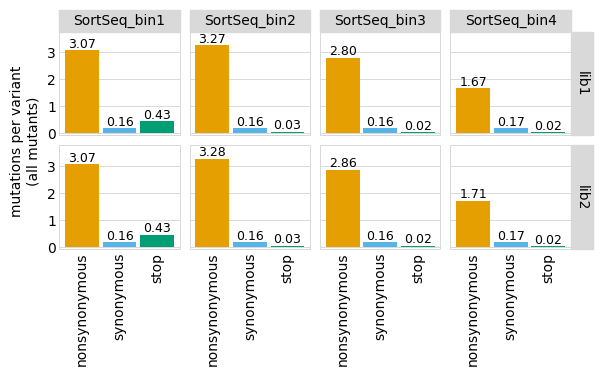 SortSeq_bin1 SortSeq_bin2 SortSeq_bin3 SortSeq_bin4
mutations per variant
(all mutants)
3
2
1
0
3.07 0.16 0.43
3.27 0.16 0.03
2.80 0.16 0.02
1.67 0.17 0.02
lib1
3
2
1
0
3.07 0.16 0.43
3.28 0.16 0.03
2.86 0.16 0.02
1.71 0.17 0.02
lib2
nonsynonymous synonymous stop
nonsynonymous synonymous stop
nonsynonymous synonymous stop
nonsynonymous synonymous stop